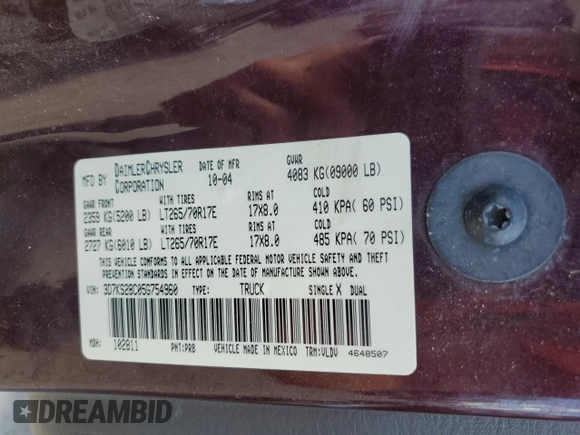 MFD BY DAIMLERCHRYSLER CORPORATION DATE OF MFR 10-04 GVWR 4083 KG(09000 LB)
GAWR FRONT WITH TIRES RIMS AT COLD
2359 KG(5200 LB) LT265/70R17E 17X8.0 410 KPA( 60 PSI)
GAWR REAR WITH TIRES RIMS AT COLD
2727 KG(6010 LB) LT265/70R17E 17X8.0 485 KPA( 70 PSI)
THIS VEHICLE CONFORMS TO ALL APPLICABLE FEDERAL MOTOR VEHICLE SAFETY AND THEFT
PREVENTION STANDARDS IN EFFECT ON THE DATE OF MANUFACTURE SHOWN ABOVE.
VIN: 3D7KS28C05G754960 TYPE: TRUCK SINGLE X DUAL
MDH: 102811 PNT:PR0 VEHICLE MADE IN MEXICO TRM:VLDV 4648507
DREAMBID